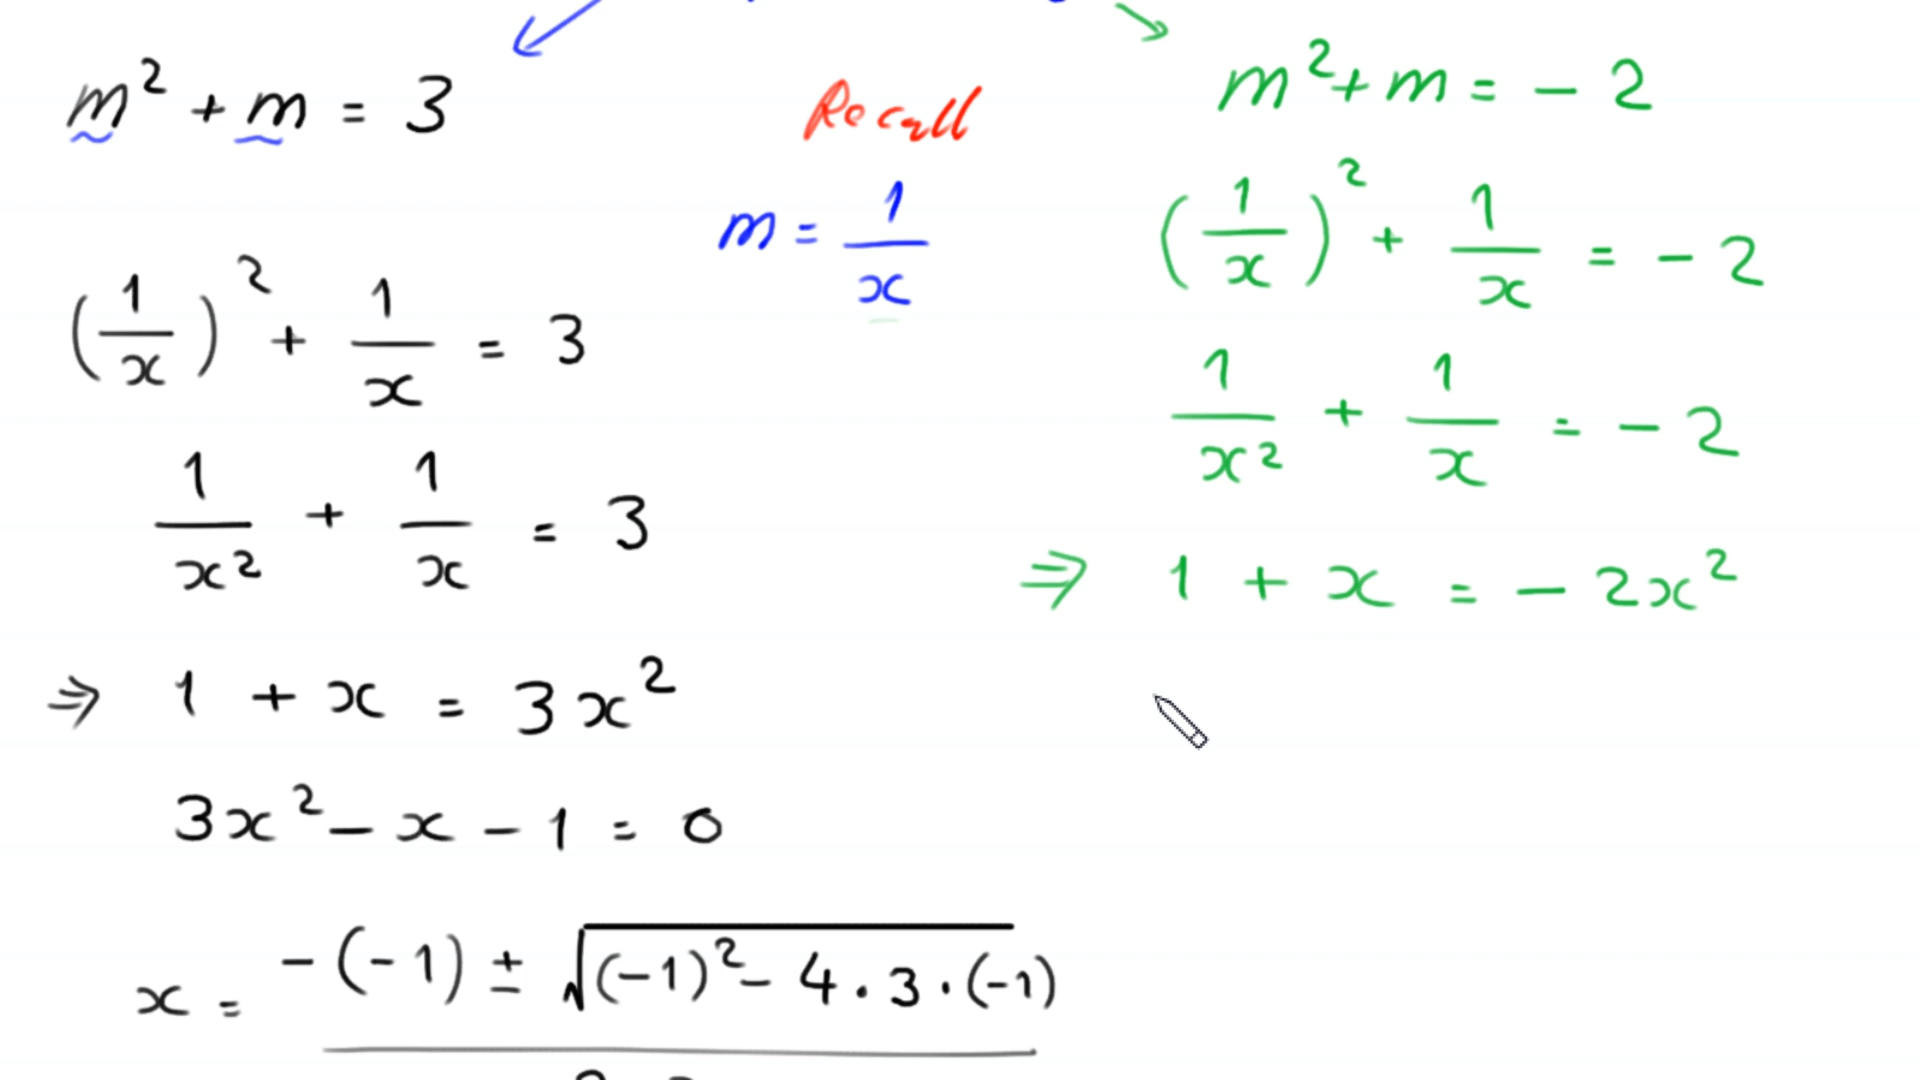 m² + m = 3
(1/x)² + 1/x = 3
1/x² + 1/x = 3
⇒ 1 + x = 3x²
3x² - x - 1 = 0
x = -(-1) ± √(-1)² - 4 · 3 · (-1)
Recall
m = 1/x
m² + m = -2
(1/x)² + 1/x = -2
1/x² + 1/x = -2
⇒ 1 + x = -2x²